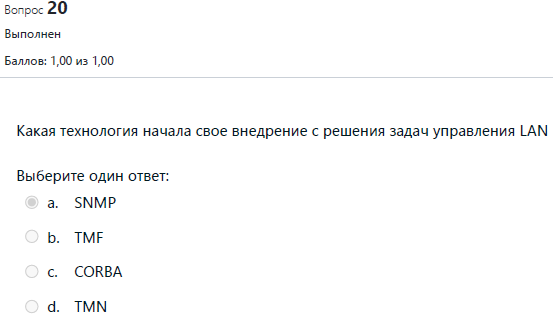 Вопрос 20
Выполнен
Баллов: 1,00 из 1,00
Какая технология начала свое внедрение с решения задач управления LAN
Выберите один ответ:
a. SNMP
b. TMF
c. CORBA
d. TMN